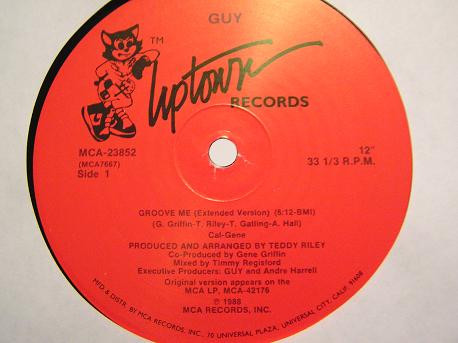 GUY
TM
Uptown
RECORDS
MCA-23852
(MCA7667)
Side 1
12"
33 1/3 R.P.M.
GROOVE ME (Extended Version) (5:12-BMI)
(G. Griffin-T. Riley-T. Gatling-A. Hall)
Cal-Gene
PRODUCED AND ARRANGED BY TEDDY RILEY
Co-Produced by Gene Griffin
Mixed by Timmy Regisford
Executive Producers: GUY and Andre Harrell
Original version appears on the
MCA LP, MCA-42176
℗ 1988
MCA RECORDS, INC.
MFD & DISTR. BY MCA RECORDS, INC., 70 UNIVERSAL PLAZA, UNIVERSAL CITY, CALIF. 91608